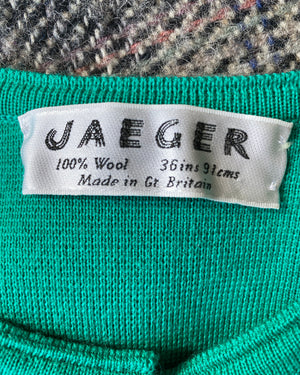 JAEGER
100% Wool 36ins 91cms
Made in Gt. Britain